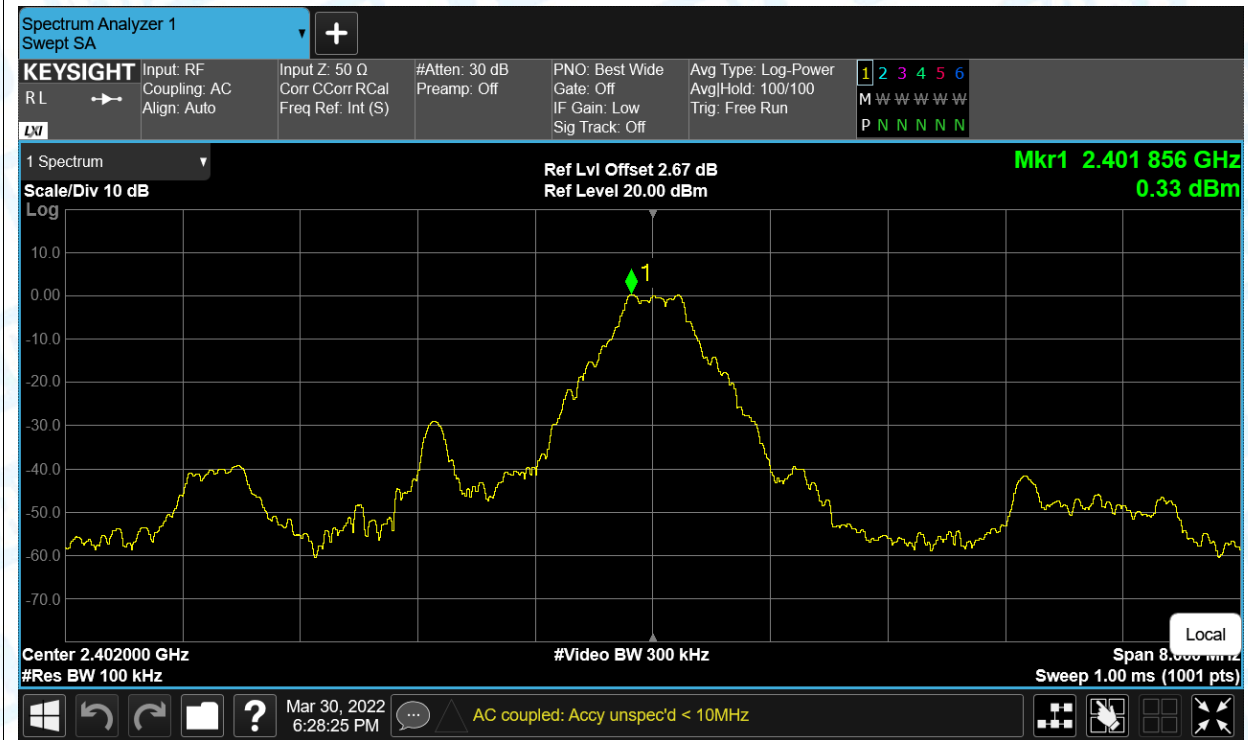 Spectrum Analyzer 1
Swept SA
KEYSIGHT
R L
LXI
Input: RF
Coupling: AC
Align: Auto
Input Z: 50 Ω
Corr CCorr RCal
Freq Ref: Int (S)
#Atten: 30 dB
Preamp: Off
PNO: Best Wide
Gate: Off
IF Gain: Low
Sig Track: Off
Avg Type: Log-Power
Avg|Hold: 100/100
Trig: Free Run
1 2 3 4 5 6
M W W W W W W
P N N N N N N
1 Spectrum
Scale/Div 10 dB
Log
Ref Lvl Offset 2.67 dB
Ref Level 20.00 dBm
Mkr1 2.401 856 GHz
0.33 dBm
1
10.0
0.00
-10.0
-20.0
-30.0
-40.0
-50.0
-60.0
-70.0
Local
Center 2.402000 GHz
#Res BW 100 kHz
#Video BW 300 kHz
Span 8.000 MHz
Sweep 1.00 ms (1001 pts)
?
Mar 30, 2022
6:28:25 PM
AC coupled: Accy unspec'd < 10MHz